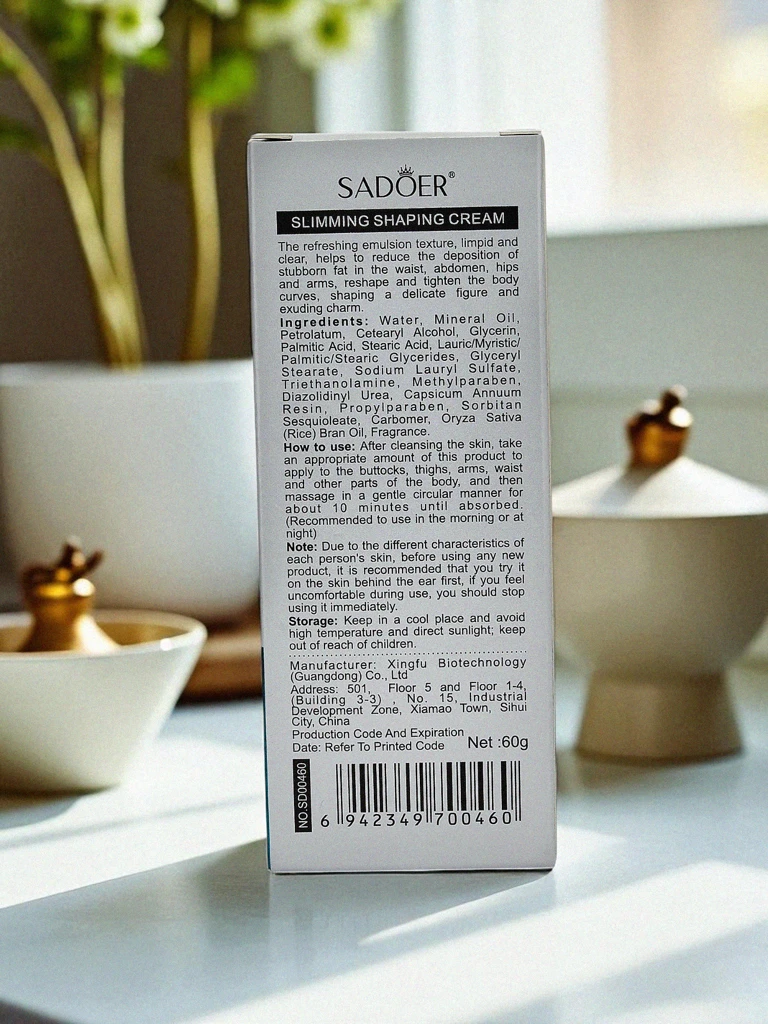 SADOER®
SLIMMING SHAPING CREAM
The refreshing emulsion texture, limpid and
clear, helps to reduce the deposition of
stubborn fat in the waist, abdomen, hips
and arms, reshape and tighten the body
curves, shaping a delicate figure and
exuding charm.
Ingredients: Water, Mineral Oil,
Petrolatum, Cetearyl Alcohol, Glycerin,
Palmitic Acid, Stearic Acid, Lauric/Myristic/
Palmitic/Stearic Glycerides, Glyceryl
Stearate, Sodium Lauryl Sulfate,
Triethanolamine, Methylparaben,
Diazolidinyl Urea, Capsicum Annuum
Resin, Propylparaben, Sorbitan
Sesquioleate, Carbomer, Oryza Sativa
(Rice) Bran Oil, Fragrance.
How to use: After cleansing the skin, take
an appropriate amount of this product to
apply to the buttocks, thighs, arms, waist
and other parts of the body, and then
massage in a gentle circular manner for
about 10 minutes until absorbed.
(Recommended to use in the morning or at
night)
Note: Due to the different characteristics of
each person's skin, before using any new
product, it is recommended that you try it
on the skin behind the ear first, if you feel
uncomfortable during use, you should stop
using it immediately.
Storage: Keep in a cool place and avoid
high temperature and direct sunlight; keep
out of reach of children.
Manufacturer: Xingfu Biotechnology
(Guangdong) Co., Ltd
Address: 501, Floor 5 and Floor 1-4,
(Building 3-3) , No. 15, Industrial
Development Zone, Xiamao Town, Sihui
City, China
Production Code And Expiration
Date: Refer To Printed Code Net :60g
NO.SD00460
6 942349 700460